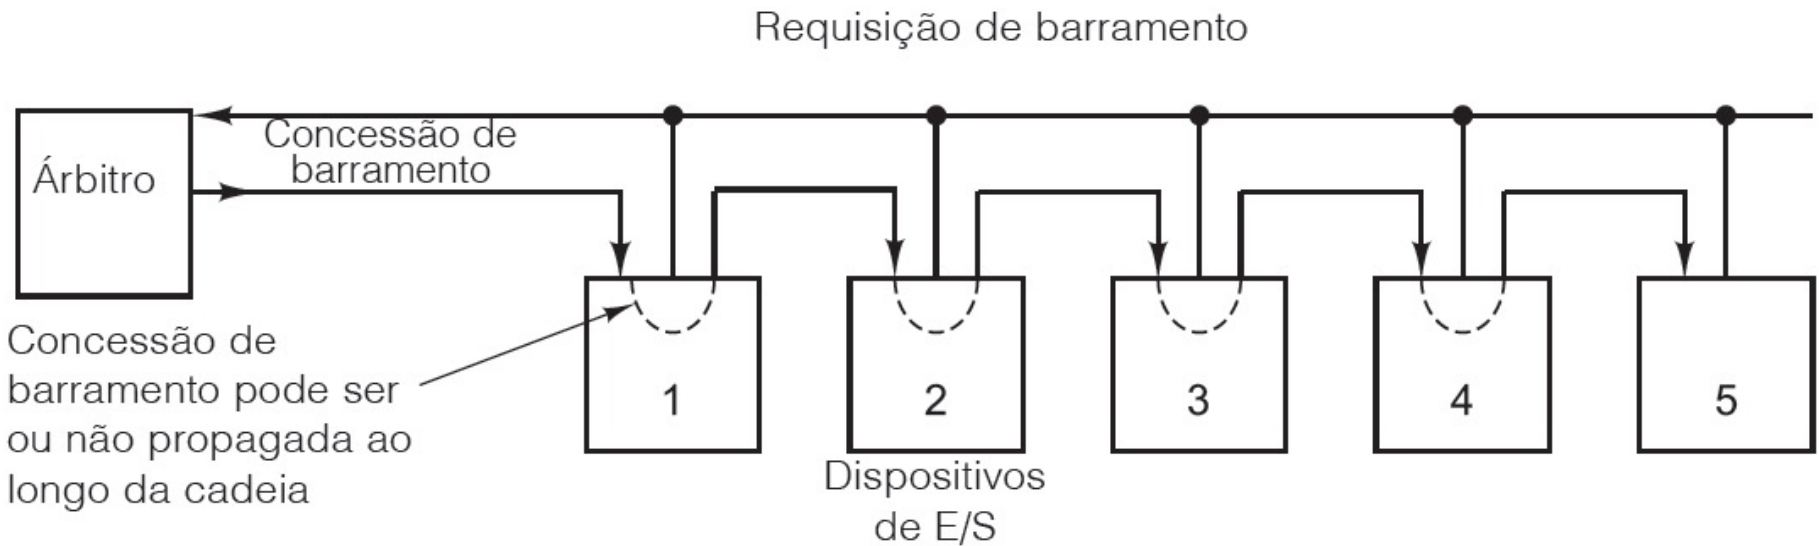 Requisição de barramento
Concessão de
barramento
Árbitro
Concessão de
barramento pode ser
ou não propagada ao
longo da cadeia
1
2
3
4
5
Dispositivos
de E/S